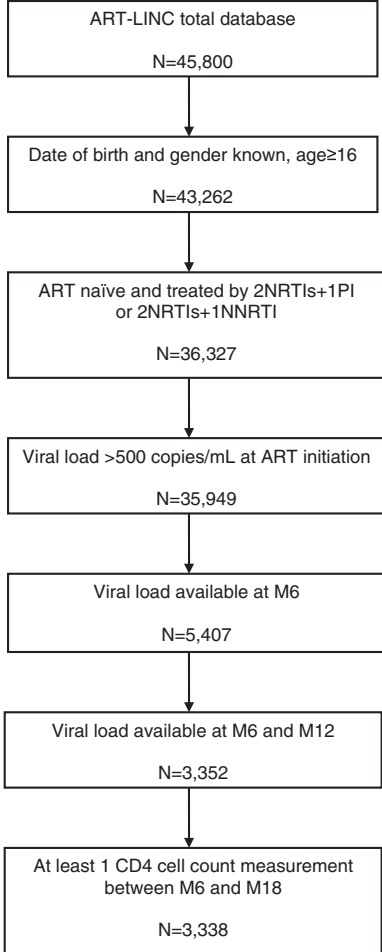 ART-LINC total database
N=45,800
Date of birth and gender known, age≥16
N=43,262
ART naïve and treated by 2NRTIs+1PI
or 2NRTIs+1NNRTI
N=36,327
Viral load >500 copies/mL at ART initiation
N=35,949
Viral load available at M6
N=5,407
Viral load available at M6 and M12
N=3,352
At least 1 CD4 cell count measurement
between M6 and M18
N=3,338